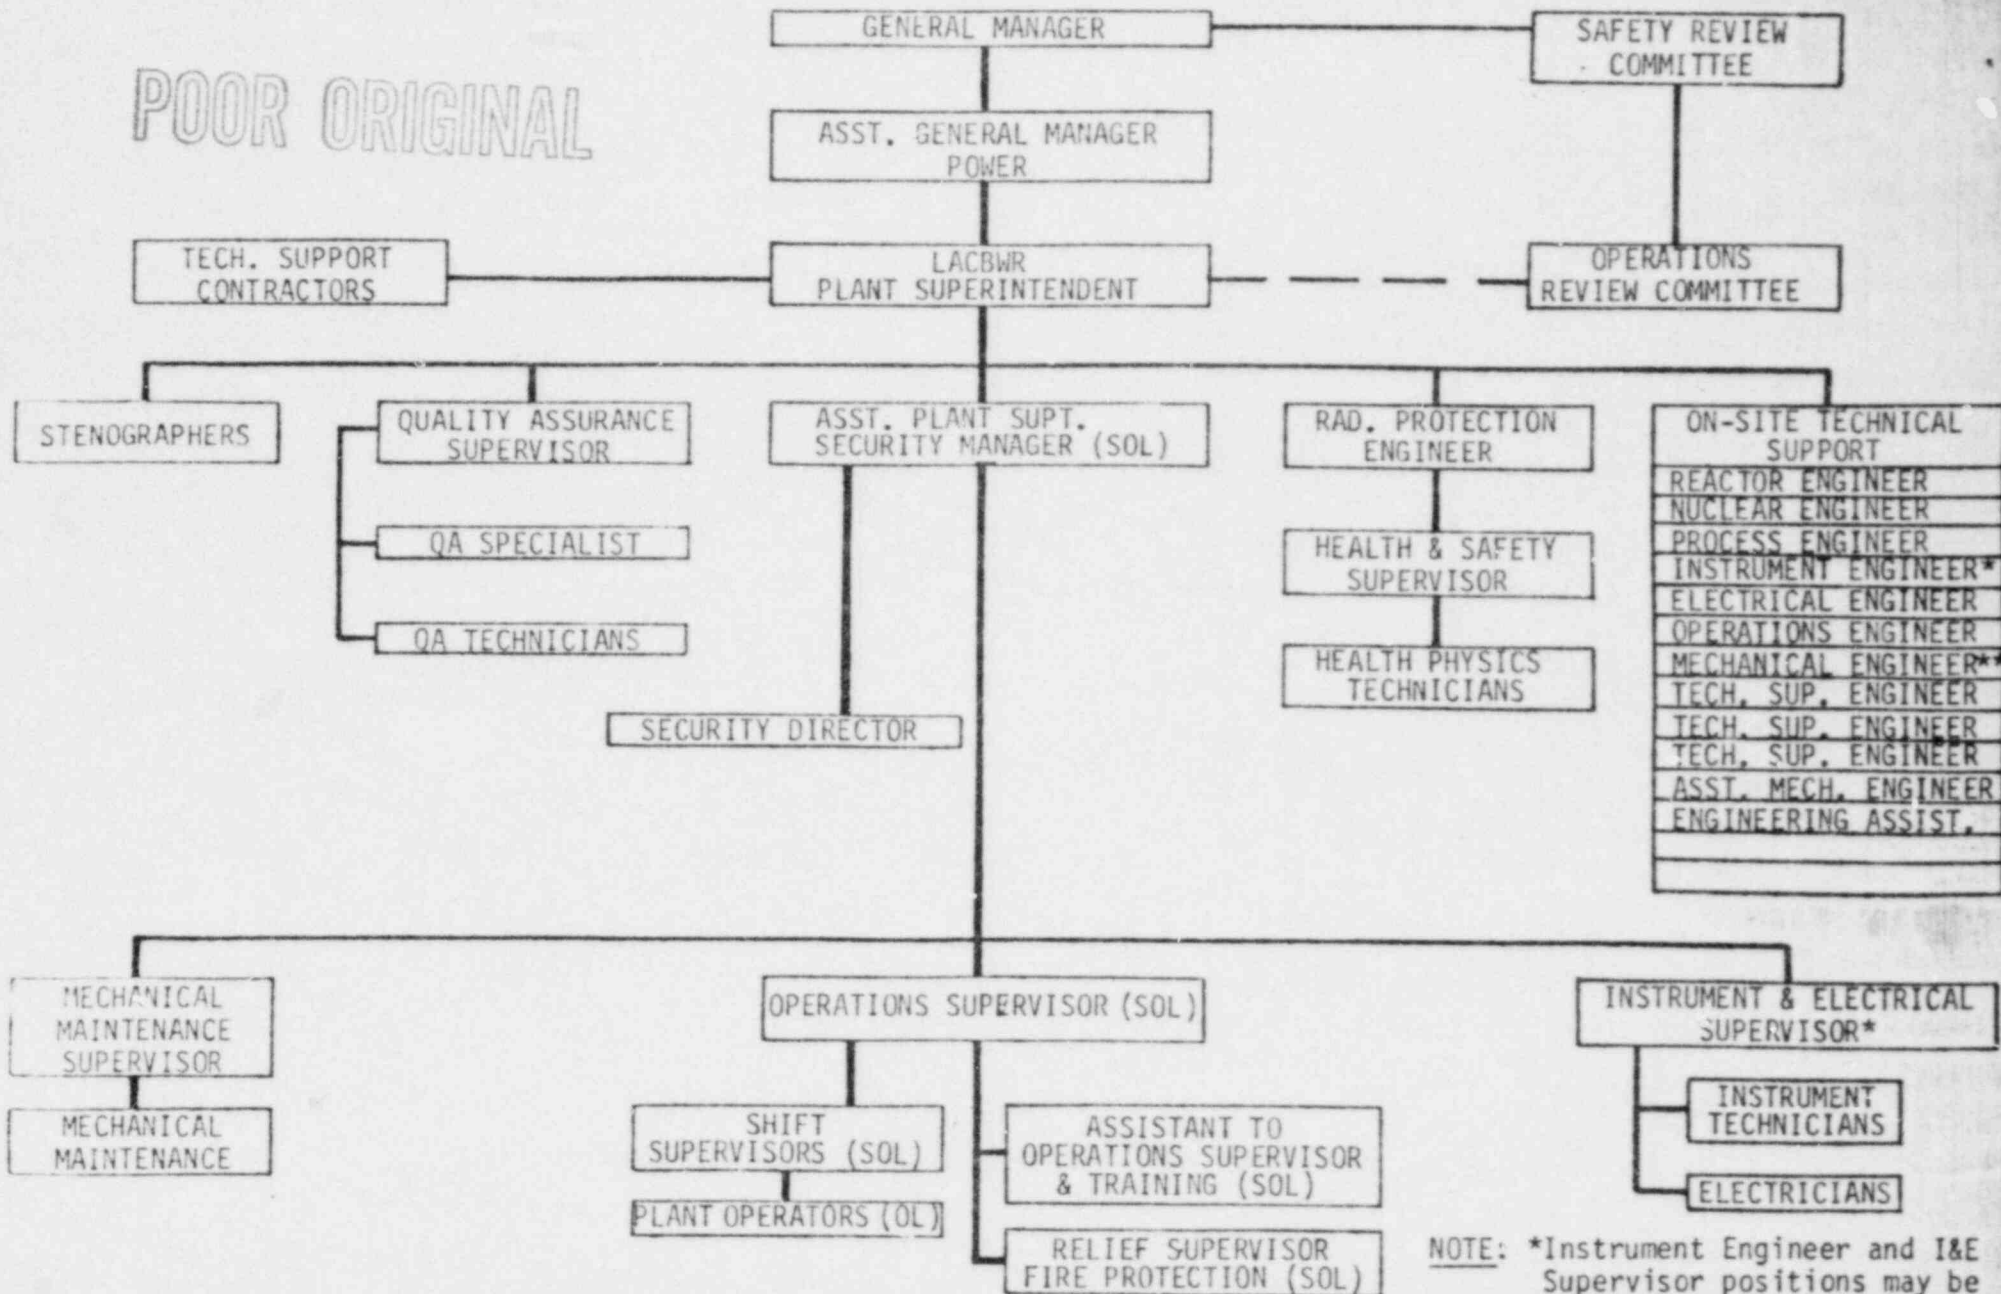 GENERAL MANAGER
SAFETY REVIEW
COMMITTEE
POOR ORIGINAL
ASST. GENERAL MANAGER
POWER
TECH. SUPPORT
CONTRACTORS
LACBWR
PLANT SUPERINTENDENT
OPERATIONS
REVIEW COMMITTEE
STENOGRAPHERS
QUALITY ASSURANCE
SUPERVISOR
QA SPECIALIST
QA TECHNICIANS
ASST. PLANT SUPT.
SECURITY MANAGER (SOL)
SECURITY DIRECTOR
RAD. PROTECTION
ENGINEER
HEALTH & SAFETY
SUPERVISOR
HEALTH PHYSICS
TECHNICIANS
ON-SITE TECHNICAL
SUPPORT
REACTOR ENGINEER
NUCLEAR ENGINEER
PROCESS ENGINEER
INSTRUMENT ENGINEER*
ELECTRICAL ENGINEER
OPERATIONS ENGINEER
MECHANICAL ENGINEER**
TECH. SUP. ENGINEER
TECH. SUP. ENGINEER
TECH. SUP. ENGINEER
ASST. MECH. ENGINEER
ENGINEERING ASSIST.
MECHANICAL
MAINTENANCE
SUPERVISOR
MECHANICAL
MAINTENANCE
OPERATIONS SUPERVISOR (SOL)
SHIFT
SUPERVISORS (SOL)
PLANT OPERATORS (OL)
ASSISTANT TO
OPERATIONS SUPERVISOR
& TRAINING (SOL)
RELIEF SUPERVISOR
FIRE PROTECTION (SOL)
INSTRUMENT & ELECTRICAL
SUPERVISOR*
INSTRUMENT
TECHNICIANS
ELECTRICIANS
NOTE: *Instrument Engineer and I&E
Supervisor positions may be